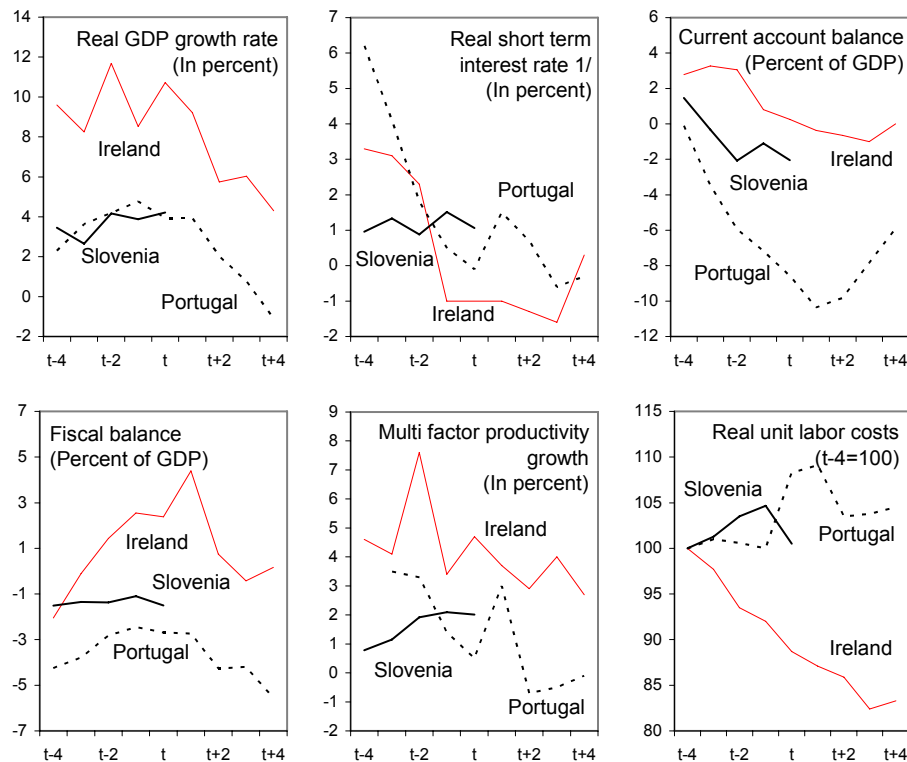 Real GDP growth rate
(In percent)
14
12
10
8
6
4
2
0
-2
Ireland
Slovenia
Portugal
t-4 t-2 t t+2 t+4
Real short term
interest rate 1/
(In percent)
7
6
5
4
3
2
1
0
-1
-2
Portugal
Slovenia
Ireland
t-4 t-2 t t+2 t+4
Current account balance
(Percent of GDP)
6
4
2
0
-2
-4
-6
-8
-10
-12
Ireland
Slovenia
Portugal
t-4 t-2 t t+2 t+4
Fiscal balance
(Percent of GDP)
7
5
3
1
-1
-3
-5
-7
Ireland
Slovenia
Portugal
t-4 t-2 t t+2 t+4
Multi factor productivity
growth
(In percent)
9
8
7
6
5
4
3
2
1
0
-1
-2
Ireland
Slovenia
Portugal
t-4 t-2 t t+2 t+4
Real unit labor costs
(t-4=100)
115
110
105
100
95
90
85
80
Slovenia
Portugal
Ireland
t-4 t-2 t t+2 t+4